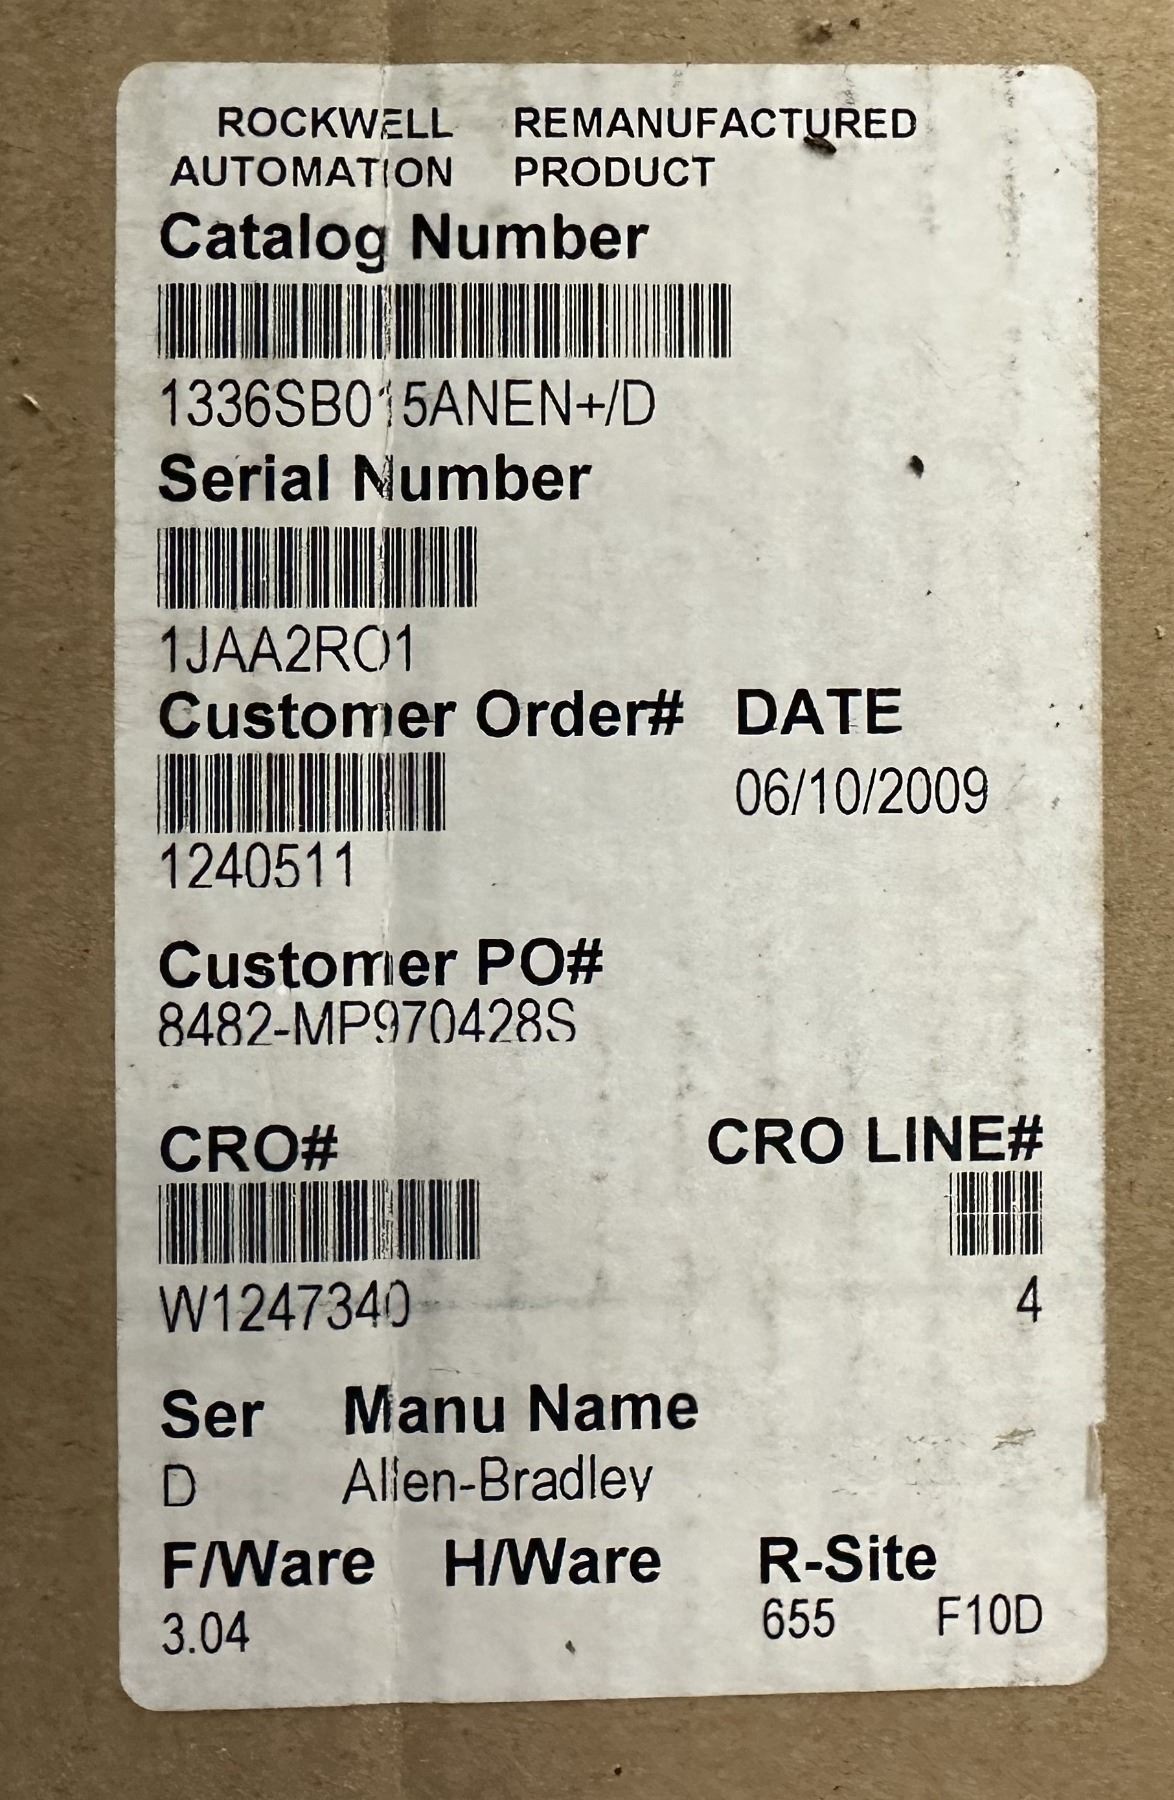 ROCKWELL REMANUFACTURED
AUTOMATION PRODUCT
Catalog Number
1336SB015ANEN+/D
Serial Number
1JAA2RO1
Customer Order# DATE
06/10/2009
1240511
Customer PO#
8482-MP970428S
CRO# CRO LINE#
W1247340 4
Ser Manu Name
D Allen-Bradley
F/Ware H/Ware R-Site
3.04 655 F10D